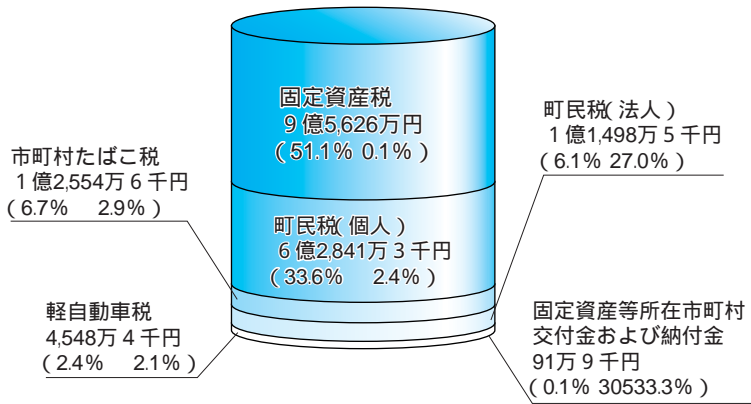 固定資産税
9億5,626万円
(51.1% 0.1%)
町民税(個人)
6億2,841万3千円
(33.6% 2.4%)
市町村たばこ税
1億2,554万6千円
(6.7% 2.9%)
町民税(法人)
1億1,498万5千円
(6.1% 27.0%)
軽自動車税
4,548万4千円
(2.4% 2.1%)
固定資産等所在市町村
交付金および納付金
91万9千円
(0.1% 30533.3%)